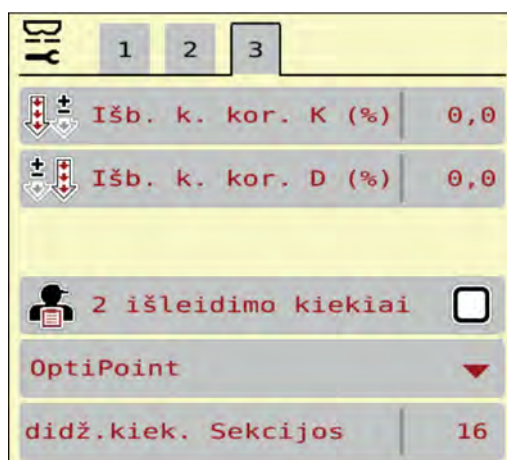 1 2 3
Išb. k. kor. K (%) 0,0
Išb. k. kor. D (%) 0,0
2 išleidimo kiekiai
OptiPoint
didž.kiek. Sekcijos 16